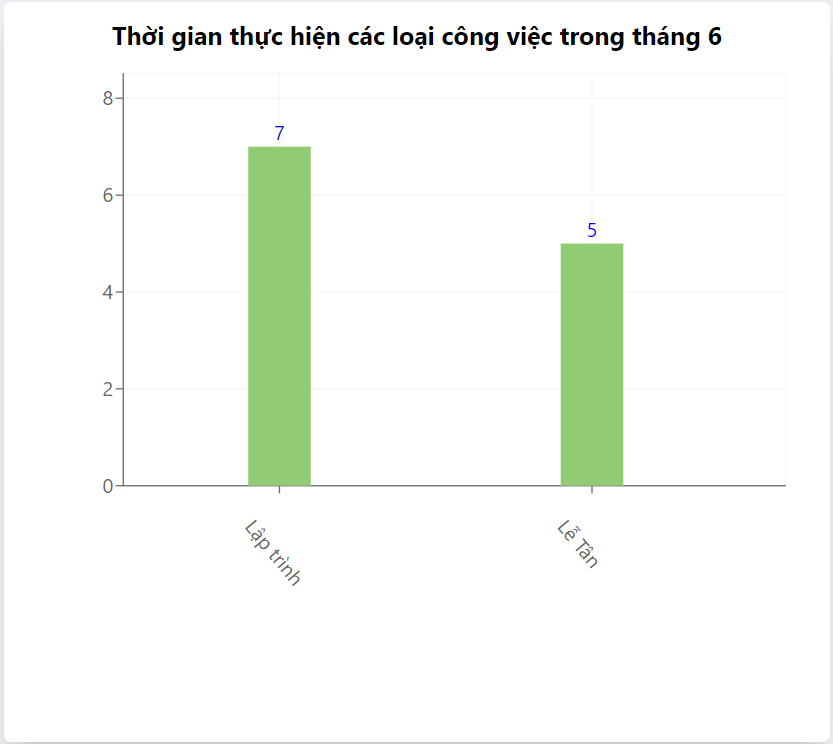 Thời gian thực hiện các loại công việc trong tháng 6
8
7
6
5
4
2
0
Lập trình
Lễ Tân